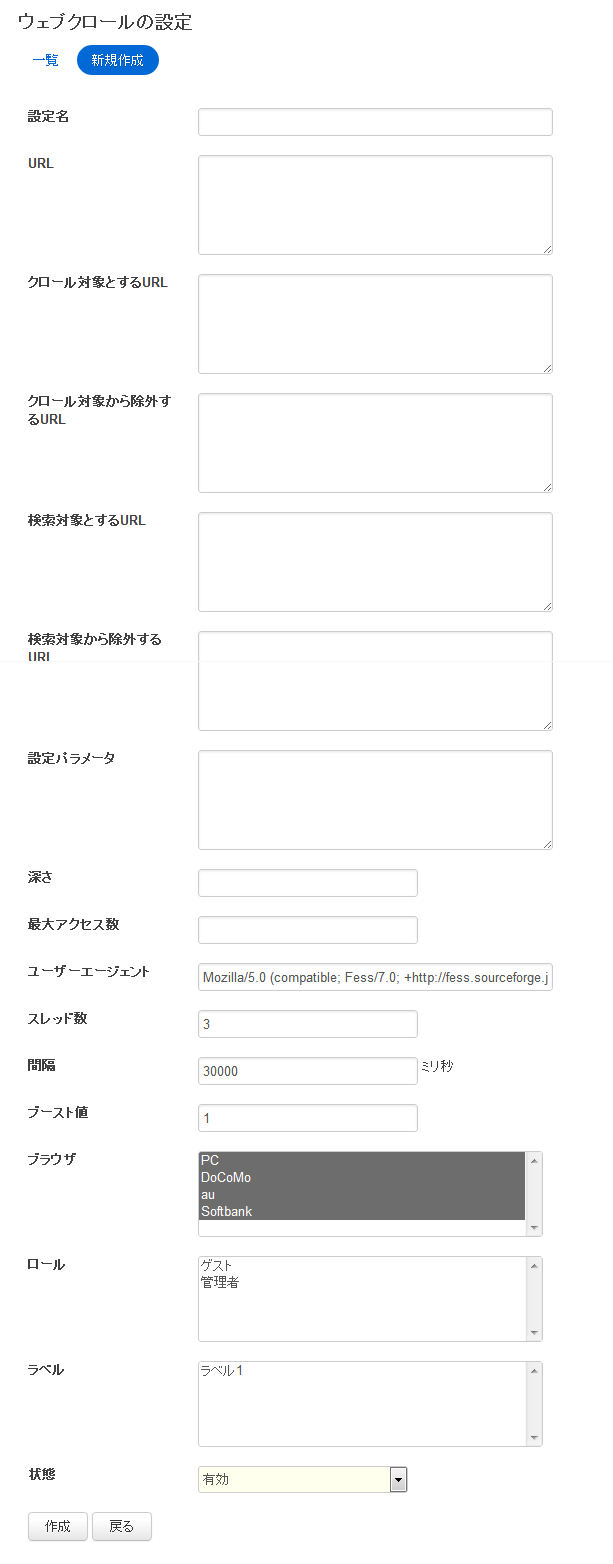 ウェブクロールの設定
一覧 新規作成
設定名
URL
クロール対象とするURL
クロール対象から除外す
るURL
検索対象とするURL
検索対象から除外する
URL
設定パラメータ
深さ
最大アクセス数
ユーザーエージェント Mozilla/5.0 (compatible; Fess/7.0; +http://fess.sourceforge.j
スレッド数 3
間隔 30000 ミリ秒
ブースト値 1
ブラウザ PC
DoCoMo
au
Softbank
ロール ゲスト
管理者
ラベル ラベル1
状態 有効
作成 戻る